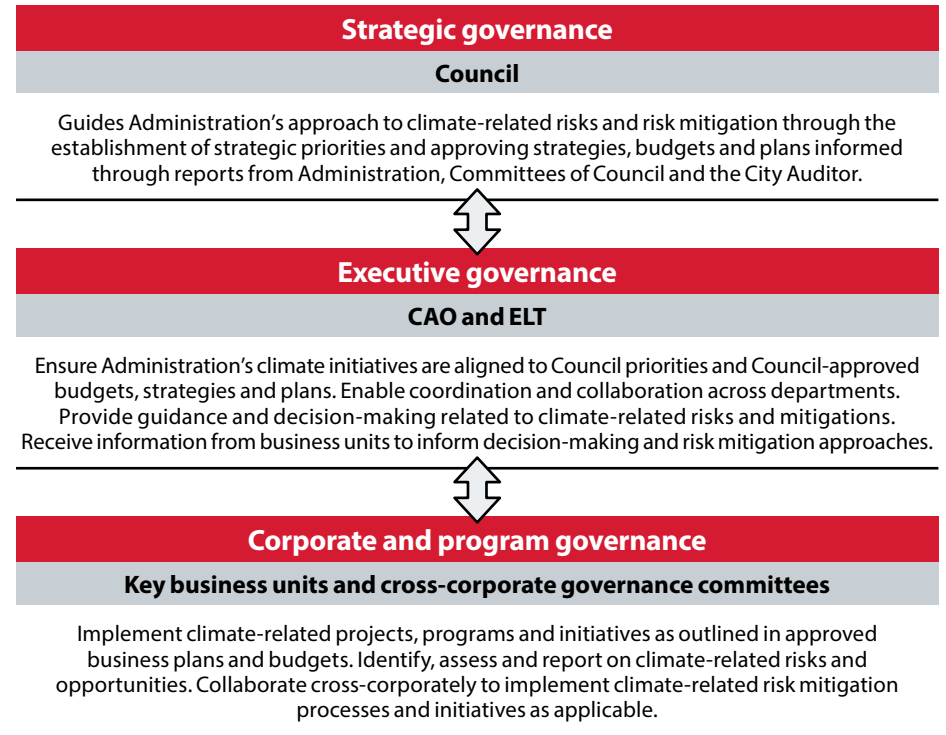 Strategic governance
Council
Guides Administration’s approach to climate-related risks and risk mitigation through the
establishment of strategic priorities and approving strategies, budgets and plans informed
through reports from Administration, Committees of Council and the City Auditor.
Executive governance
CAO and ELT
Ensure Administration’s climate initiatives are aligned to Council priorities and Council-approved
budgets, strategies and plans. Enable coordination and collaboration across departments.
Provide guidance and decision-making related to climate-related risks and mitigations.
Receive information from business units to inform decision-making and risk mitigation approaches.
Corporate and program governance
Key business units and cross-corporate governance committees
Implement climate-related projects, programs and initiatives as outlined in approved
business plans and budgets. Identify, assess and report on climate-related risks and
opportunities. Collaborate cross-corporately to implement climate-related risk mitigation
processes and initiatives as applicable.